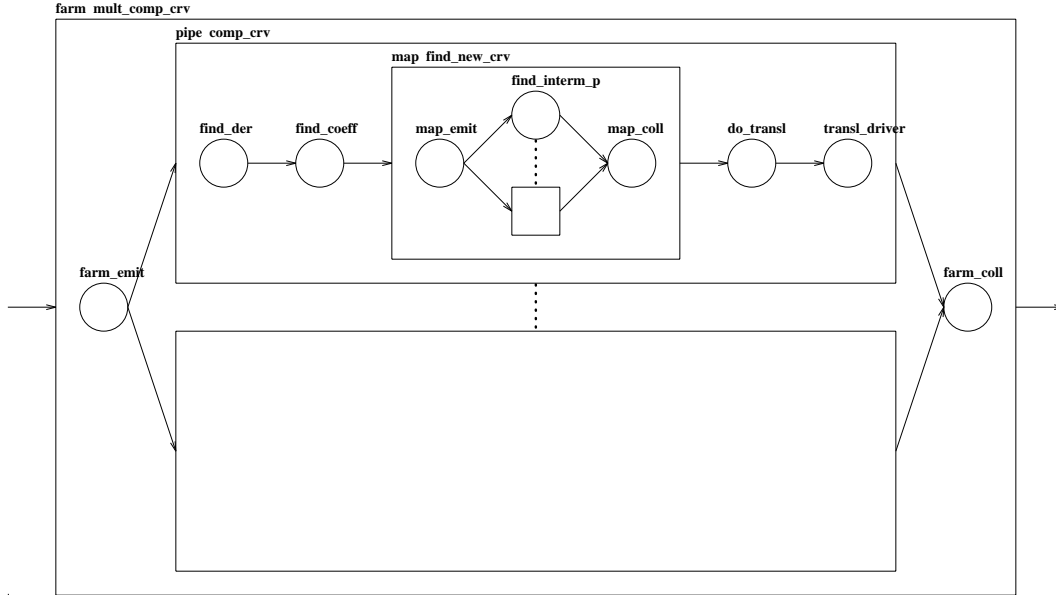 farm mult_comp_crv
pipe comp_crv
map find_new_crv
find_interm_p
find_der
find_coeff
map_emit
map_coll
do_transl
transl_driver
farm_emit
farm_coll